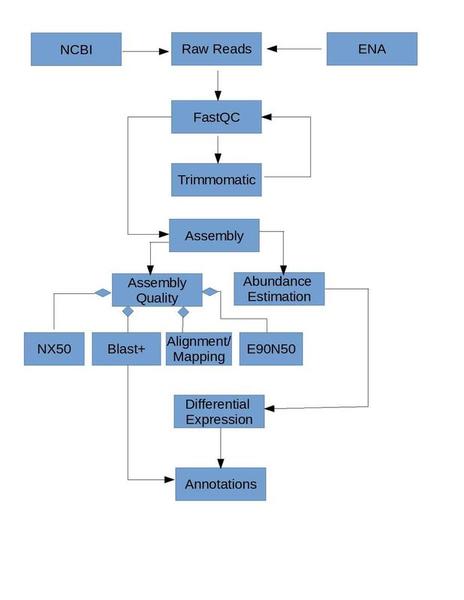 NCBI
Raw Reads
ENA
FastQC
Trimmomatic
Assembly
Assembly
Quality
Abundance
Estimation
NX50
Blast+
Alignment/
Mapping
E90N50
Differential
Expression
Annotations